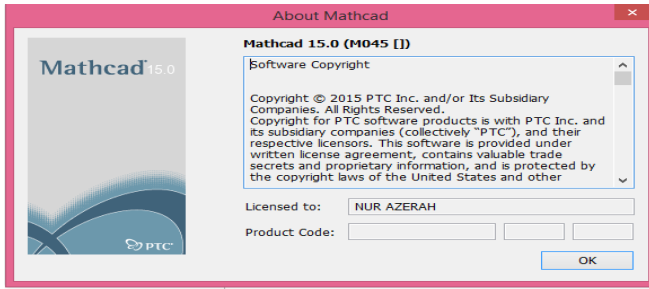 About Mathcad
×
Mathcad 15.0
PTC
Mathcad 15.0 (M045 [])
Software Copyright
Copyright © 2015 PTC Inc. and/or Its Subsidiary
Companies. All Rights Reserved.
Copyright for PTC software products is with PTC Inc. and
its subsidiary companies (collectively “PTC”), and their
respective licensors. This software is provided under
written license agreement, contains valuable trade
secrets and proprietary information, and is protected by
the copyright laws of the United States and other
Licensed to: NUR AZERAH
Product Code:
OK